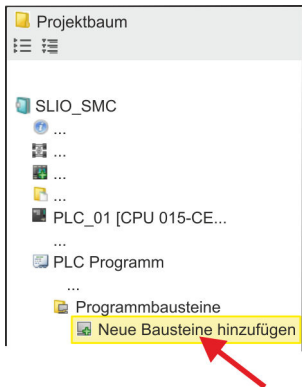 Projektbaum
SLIO_SMC
...
...
...
...
PLC_01 [CPU 015-CE...
...
PLC Programm
...
Programmbausteine
Neue Bausteine hinzufügen